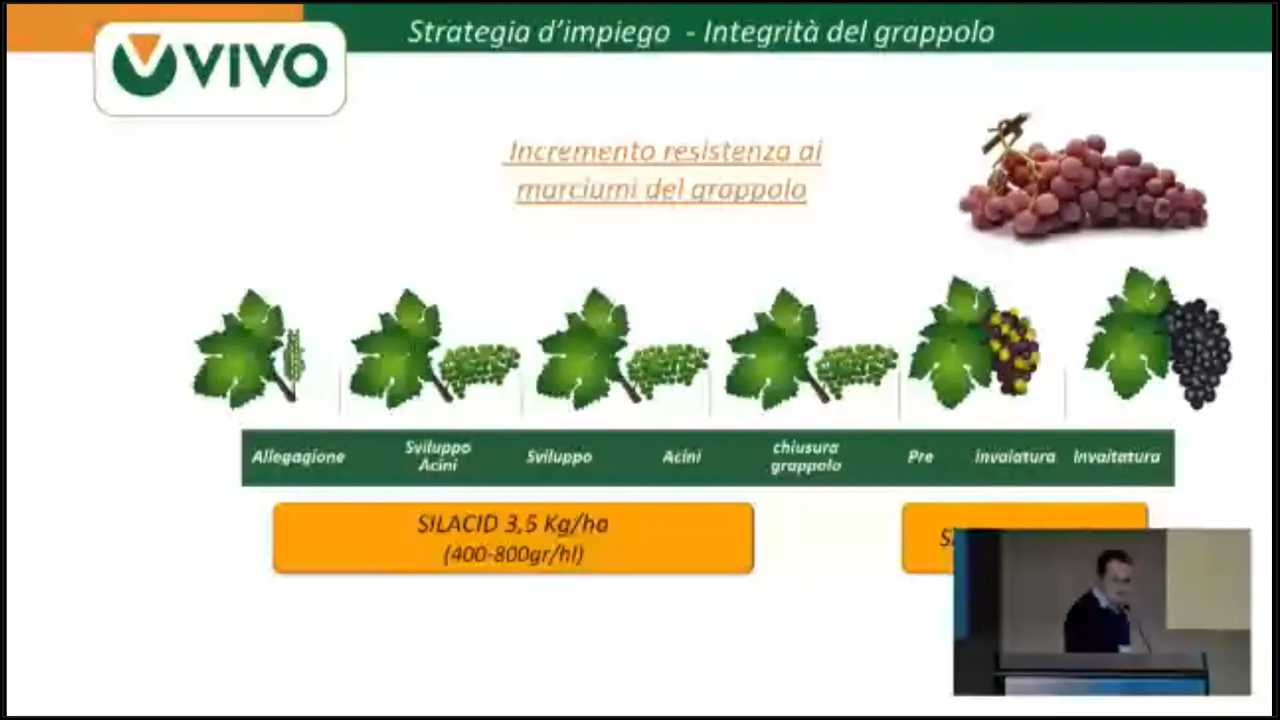 Strategia d'impiego - Integrità del grappolo
VIVO
Incremento resistenza ai
marciumi del grappolo
Allegagione
Sviluppo
Acini
Sviluppo
Acini
chiusura
grappolo
Pre
Invaiatura
Invaitatura
SILACID 3,5 Kg/ha
(400-800gr/hl)